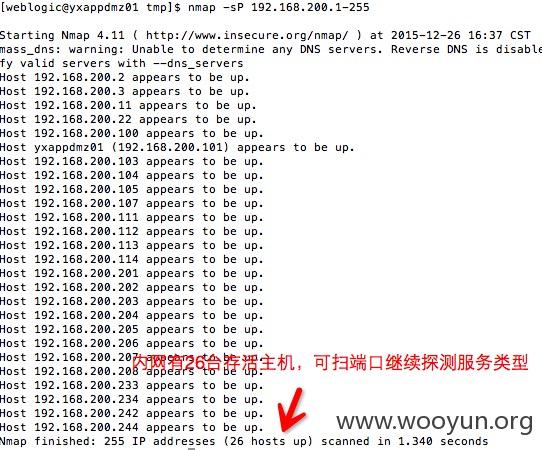 [weblogic@yxappdmz01 tmp]$ nmap -sP 192.168.200.1-255
Starting Nmap 4.11 ( http://www.insecure.org/nmap/ ) at 2015-12-26 16:37 CST
mass_dns: warning: Unable to determine any DNS servers. Reverse DNS is disable
fy valid servers with --dns_servers
Host 192.168.200.2 appears to be up.
Host 192.168.200.3 appears to be up.
Host 192.168.200.11 appears to be up.
Host 192.168.200.22 appears to be up.
Host 192.168.200.100 appears to be up.
Host yxappdmz01 (192.168.200.101) appears to be up.
Host 192.168.200.103 appears to be up.
Host 192.168.200.104 appears to be up.
Host 192.168.200.105 appears to be up.
Host 192.168.200.107 appears to be up.
Host 192.168.200.111 appears to be up.
Host 192.168.200.112 appears to be up.
Host 192.168.200.113 appears to be up.
Host 192.168.200.114 appears to be up.
Host 192.168.200.201 appears to be up.
Host 192.168.200.202 appears to be up.
Host 192.168.200.203 appears to be up.
Host 192.168.200.204 appears to be up.
Host 192.168.200.205 appears to be up.
Host 192.168.200.206 appears to be up.
Host 192.168.200.207 appears to be up.
内网有26台存活主机，可扫端口继续探测服务类型
Host 192.168.200.208 appears to be up.
Host 192.168.200.233 appears to be up.
Host 192.168.200.234 appears to be up.
Host 192.168.200.242 appears to be up.
Host 192.168.200.244 appears to be up.
www.wooyun.org
Nmap finished: 255 IP addresses (26 hosts up) scanned in 1.340 seconds